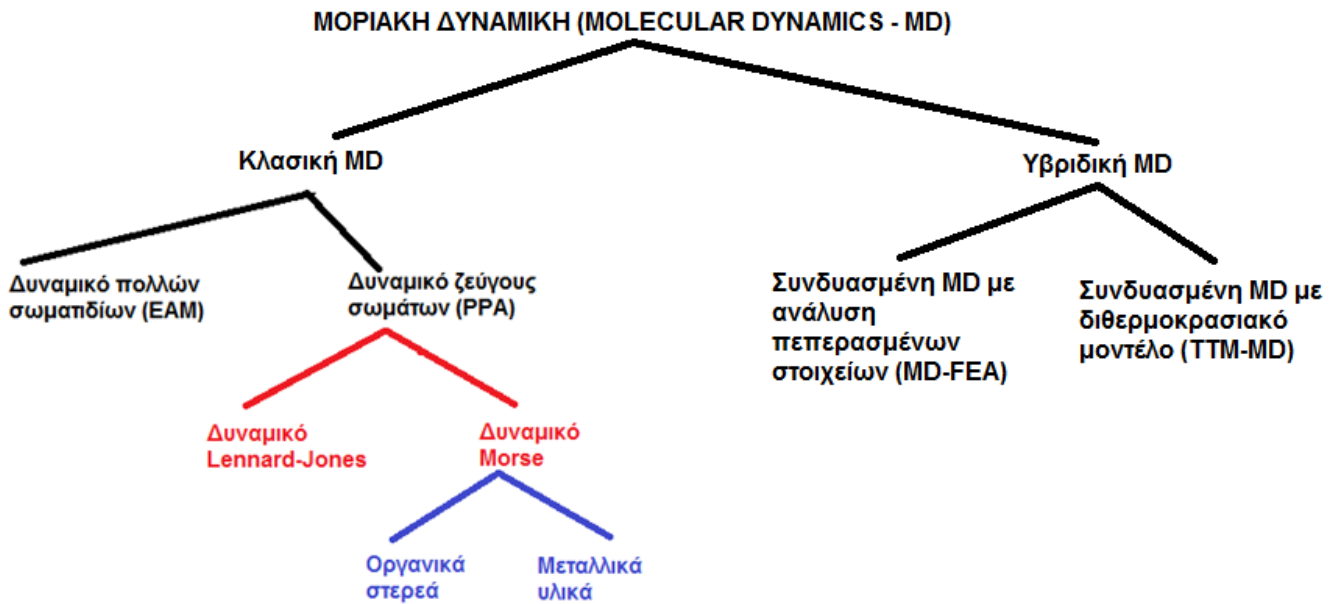 ΜΟΡΙΑΚΗ ΔΥΝΑΜΙΚΗ (MOLECULAR DYNAMICS - MD)
Κλασική MD
Υβριδική MD
Δυναμικό πολλών
σωματιδίων (EAM)
Δυναμικό ζεύγους
σωμάτων (PPA)
Συνδυασμένη MD με
ανάλυση
πεπερασμένων
στοιχείων (MD-FEA)
Συνδυασμένη MD με
διθερμοκρασιακό
μοντέλο (TTM-MD)
Δυναμικό
Lennard-Jones
Δυναμικό
Morse
Οργανικά
στερεά
Μεταλλικά
υλικά